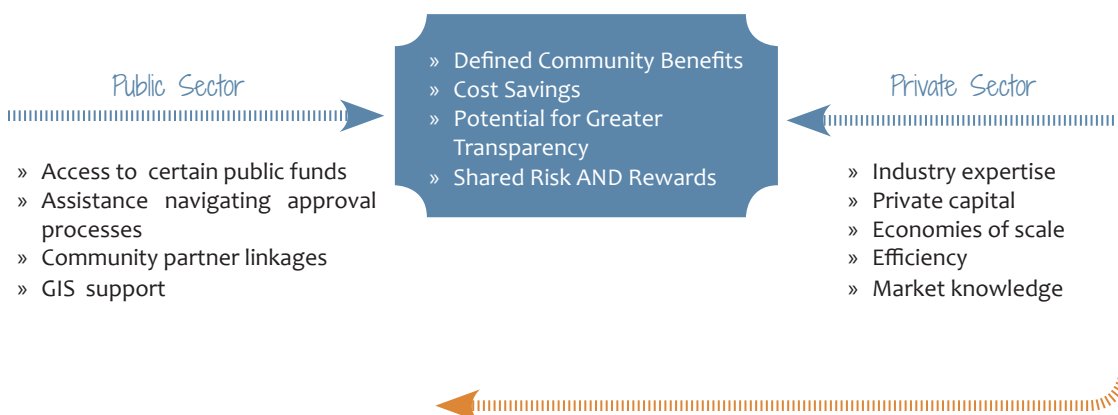 Public Sector
» Access to certain public funds
» Assistance navigating approval
processes
» Community partner linkages
» GIS support
» Defined Community Benefits
» Cost Savings
» Potential for Greater
Transparency
» Shared Risk AND Rewards
Private Sector
» Industry expertise
» Private capital
» Economies of scale
» Efficiency
» Market knowledge